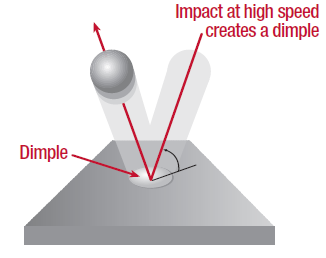 Impact at high speed
creates a dimple
Dimple